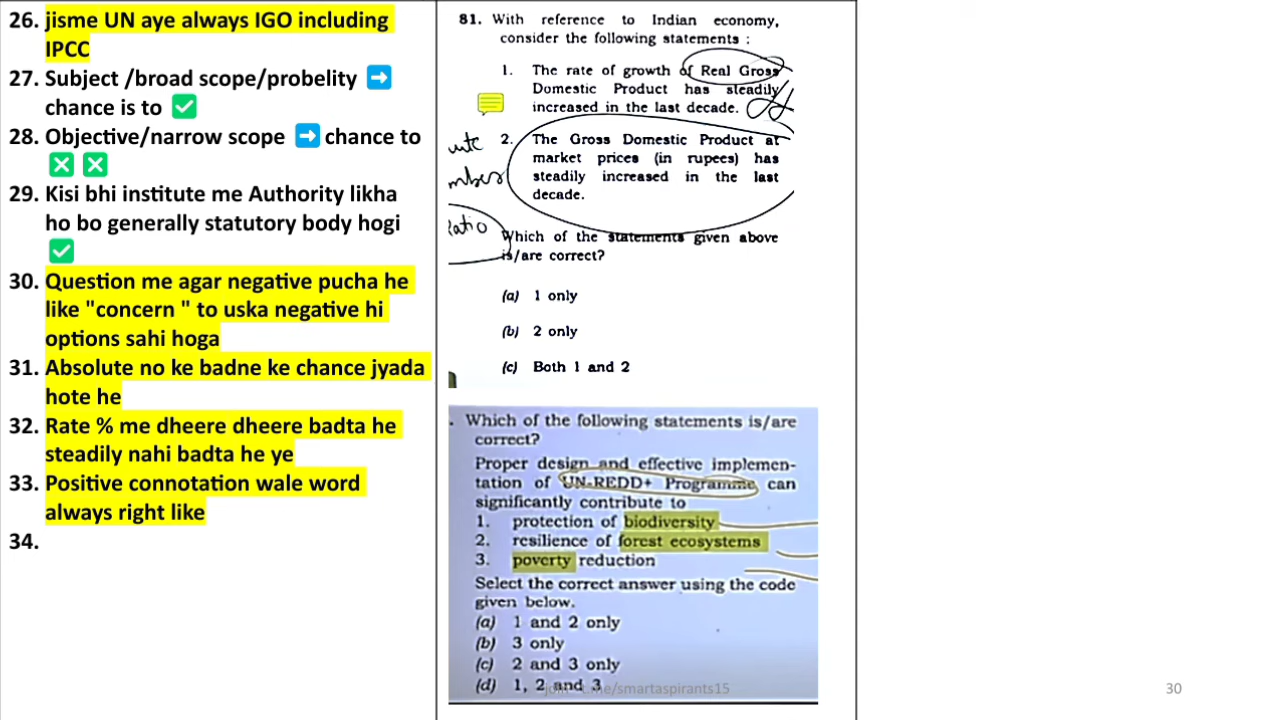 26. jisme UN aye always IGO including
IPCC
27. Subject /broad scope/probelity ➡
chance is to ✅
28. Objective/narrow scope ➡ chance to
❎ ❎
29. Kisi bhi institute me Authority likha
ho bo generally statutory body hogi
✅
30. Question me agar negative pucha he
like "concern " to uska negative hi
options sahi hoga
31. Absolute no ke badne ke chance jyada
hote he
32. Rate % me dheere dheere badta he
steadily nahi badta he ye
33. Positive connotation wale word
always right like
34.
81. With reference to Indian economy,
consider the following statements :
1. The rate of growth of Real Gross
Domestic Product has steadily
increased in the last decade.
2. The Gross Domestic Product at
market prices (in rupees) has
steadily increased in the last
decade.
Ratio
Which of the statements given above
is/are correct?
(a) 1 only
(b) 2 only
(c) Both 1 and 2
. Which of the following statements is/are
correct?
Proper design and effective implemen-
tation of UN-REDD+ Programme can
significantly contribute to
1. protection of biodiversity
2. resilience of forest ecosystems
3. poverty reduction
Select the correct answer using the code
given below.
(a) 1 and 2 only
(b) 3 only
(c) 2 and 3 only
(d) 1, 2 and 3
join t.me/smartaspirants15
30